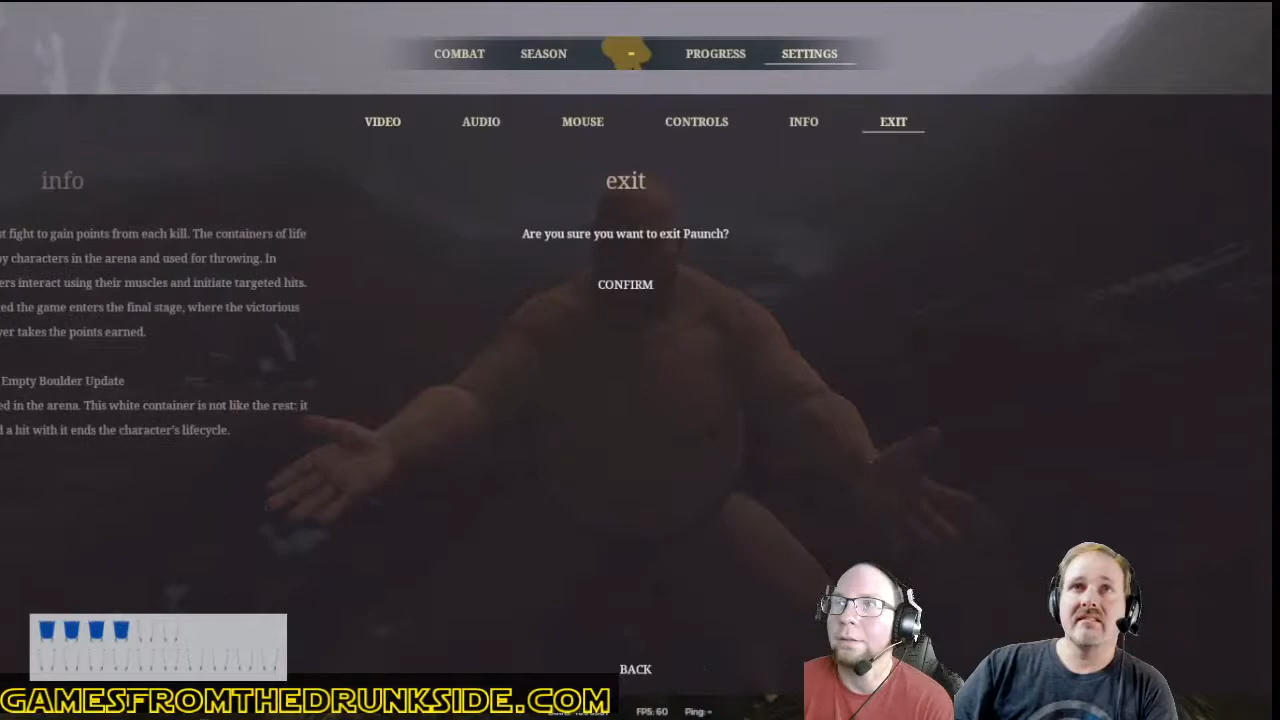 COMBAT SEASON - PROGRESS SETTINGS
VIDEO AUDIO MOUSE CONTROLS INFO EXIT
info
fight to gain points from each kill. The containers of life
by characters in the arena and used for throwing. In
interact using their muscles and initiate targeted hits.
the game enters the final stage, where the victorious
takes the points earned.
Empty Boulder Update
in the arena. This white container is not like the rest; it
a hit with it ends the character's lifecycle.
exit
Are you sure you want to exit Paunch?
CONFIRM
BACK
GAMESFROMTHEDRUNKSIDE.COM
FPS: 60 Ping: -